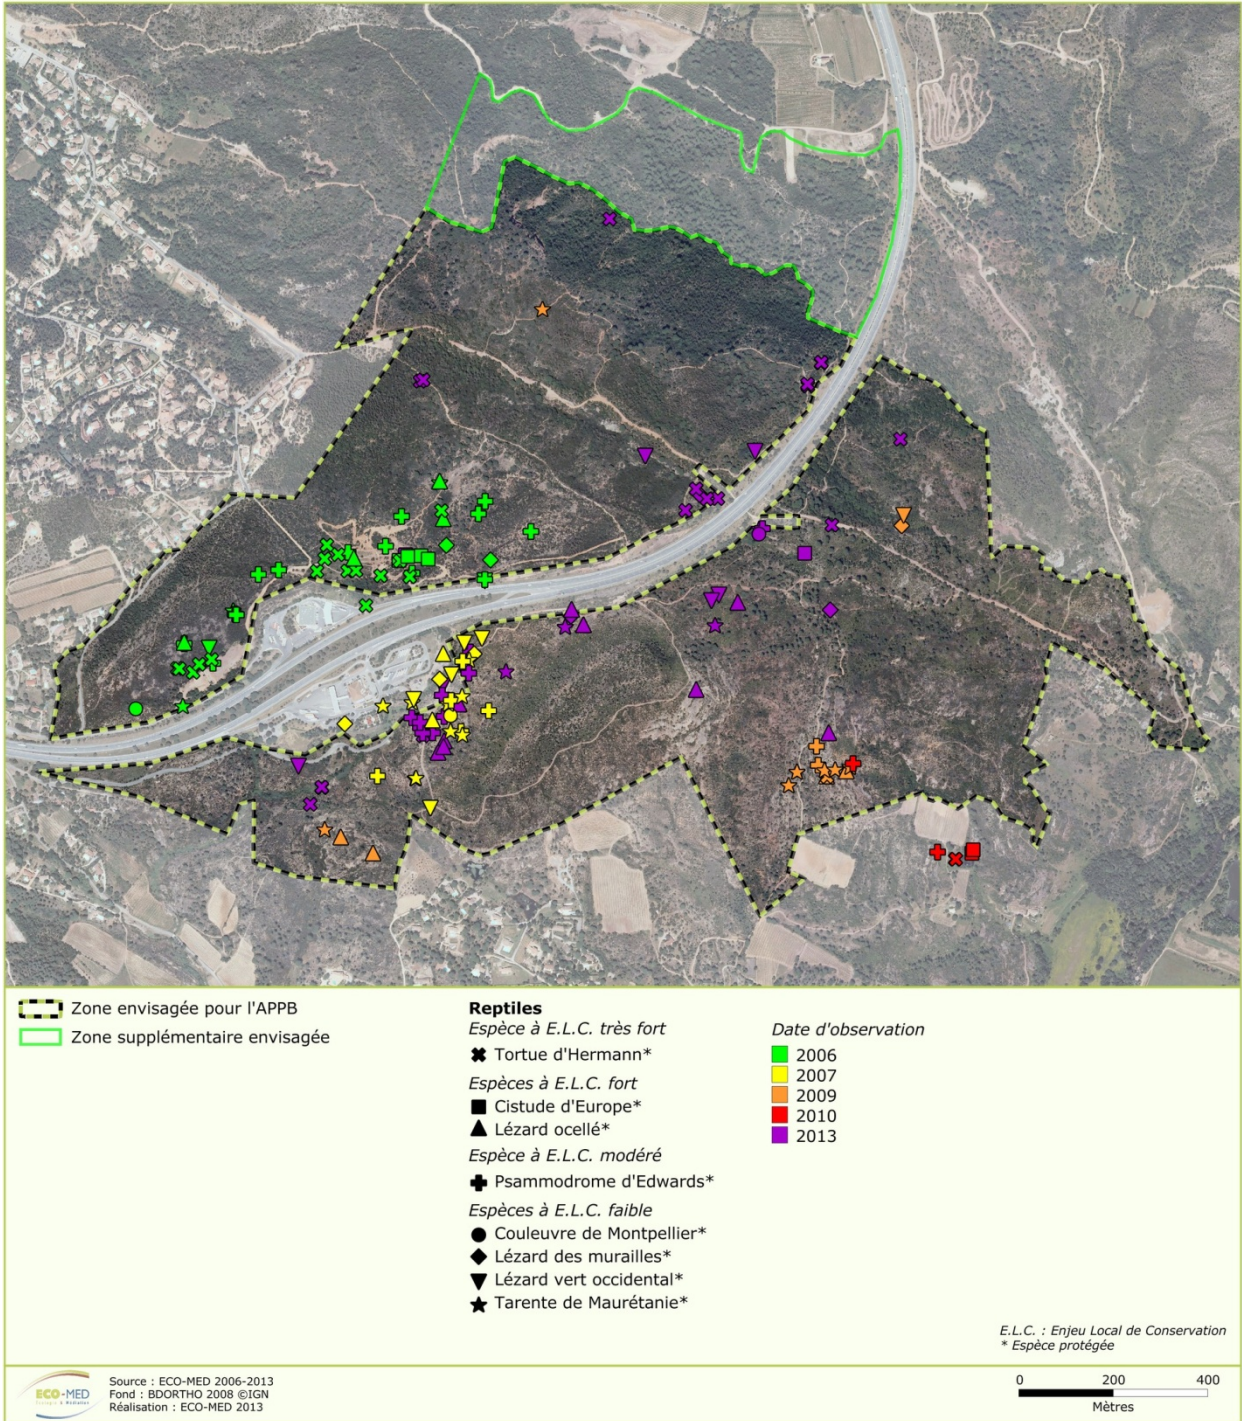 Zone envisagée pour l'APPB
Zone supplémentaire envisagée
Reptiles
Espèce à E.L.C. très fort
Tortue d'Hermann*
Espèces à E.L.C. fort
Cistude d'Europe*
Lézard ocellé*
Espèce à E.L.C. modéré
Psammodrome d'Edwards*
Espèces à E.L.C. faible
Couleuvre de Montpellier*
Lézard des murailles*
Lézard vert occidental*
Tarente de Maurétanie*
Date d'observation
2006
2007
2009
2010
2013
E.L.C. : Enjeu Local de Conservation
* Espèce protégée
ECO-MED
Ecologie & Médiation
Source : ECO-MED 2006-2013
Fond : BDORTHO 2008 ©IGN
Réalisation : ECO-MED 2013
0 200 400
Mètres